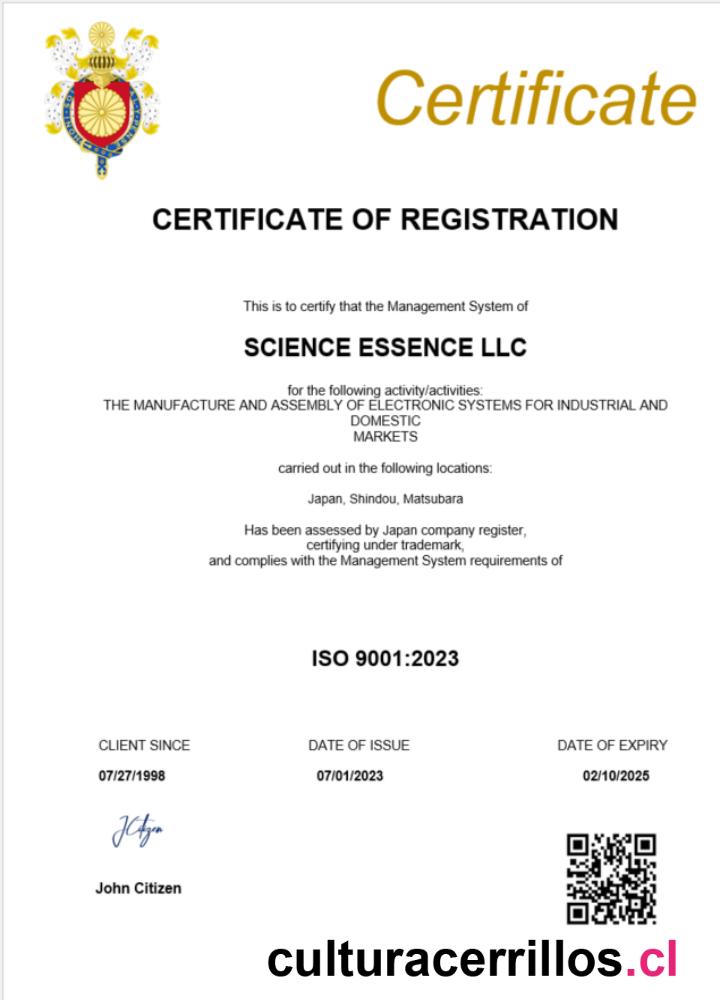 Certificate
CERTIFICATE OF REGISTRATION
This is to certify that the Management System of
SCIENCE ESSENCE LLC
for the following activity/activities:
THE MANUFACTURE AND ASSEMBLY OF ELECTRONIC SYSTEMS FOR INDUSTRIAL AND
DOMESTIC
MARKETS
carried out in the following locations:
Japan, Shindou, Matsubara
Has been assessed by Japan company register,
certifying under trademark,
and complies with the Management System requirements of
ISO 9001:2023
CLIENT SINCE DATE OF ISSUE DATE OF EXPIRY
07/27/1998 07/01/2023 02/10/2025
JCitizen
John Citizen
culturacerrillos.cl